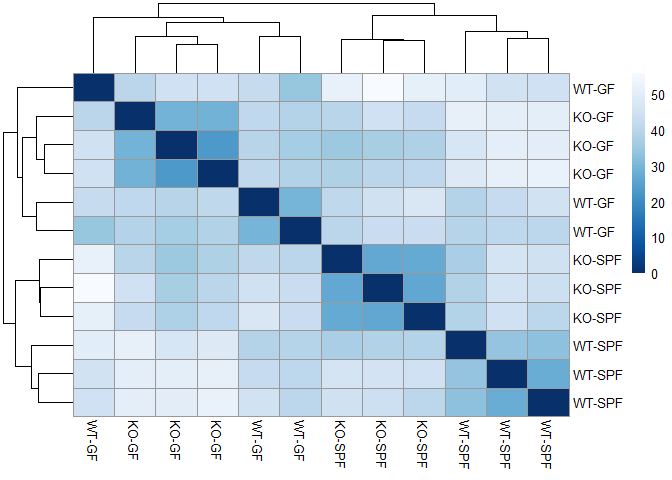 WT-GF
KO-GF
KO-GF
KO-GF
WT-GF
WT-GF
KO-SPF
KO-SPF
KO-SPF
WT-SPF
WT-SPF
WT-SPF
50
40
30
20
10
0
WT-GF
KO-GF
KO-GF
KO-GF
WT-GF
WT-GF
KO-SPF
KO-SPF
KO-SPF
WT-SPF
WT-SPF
WT-SPF